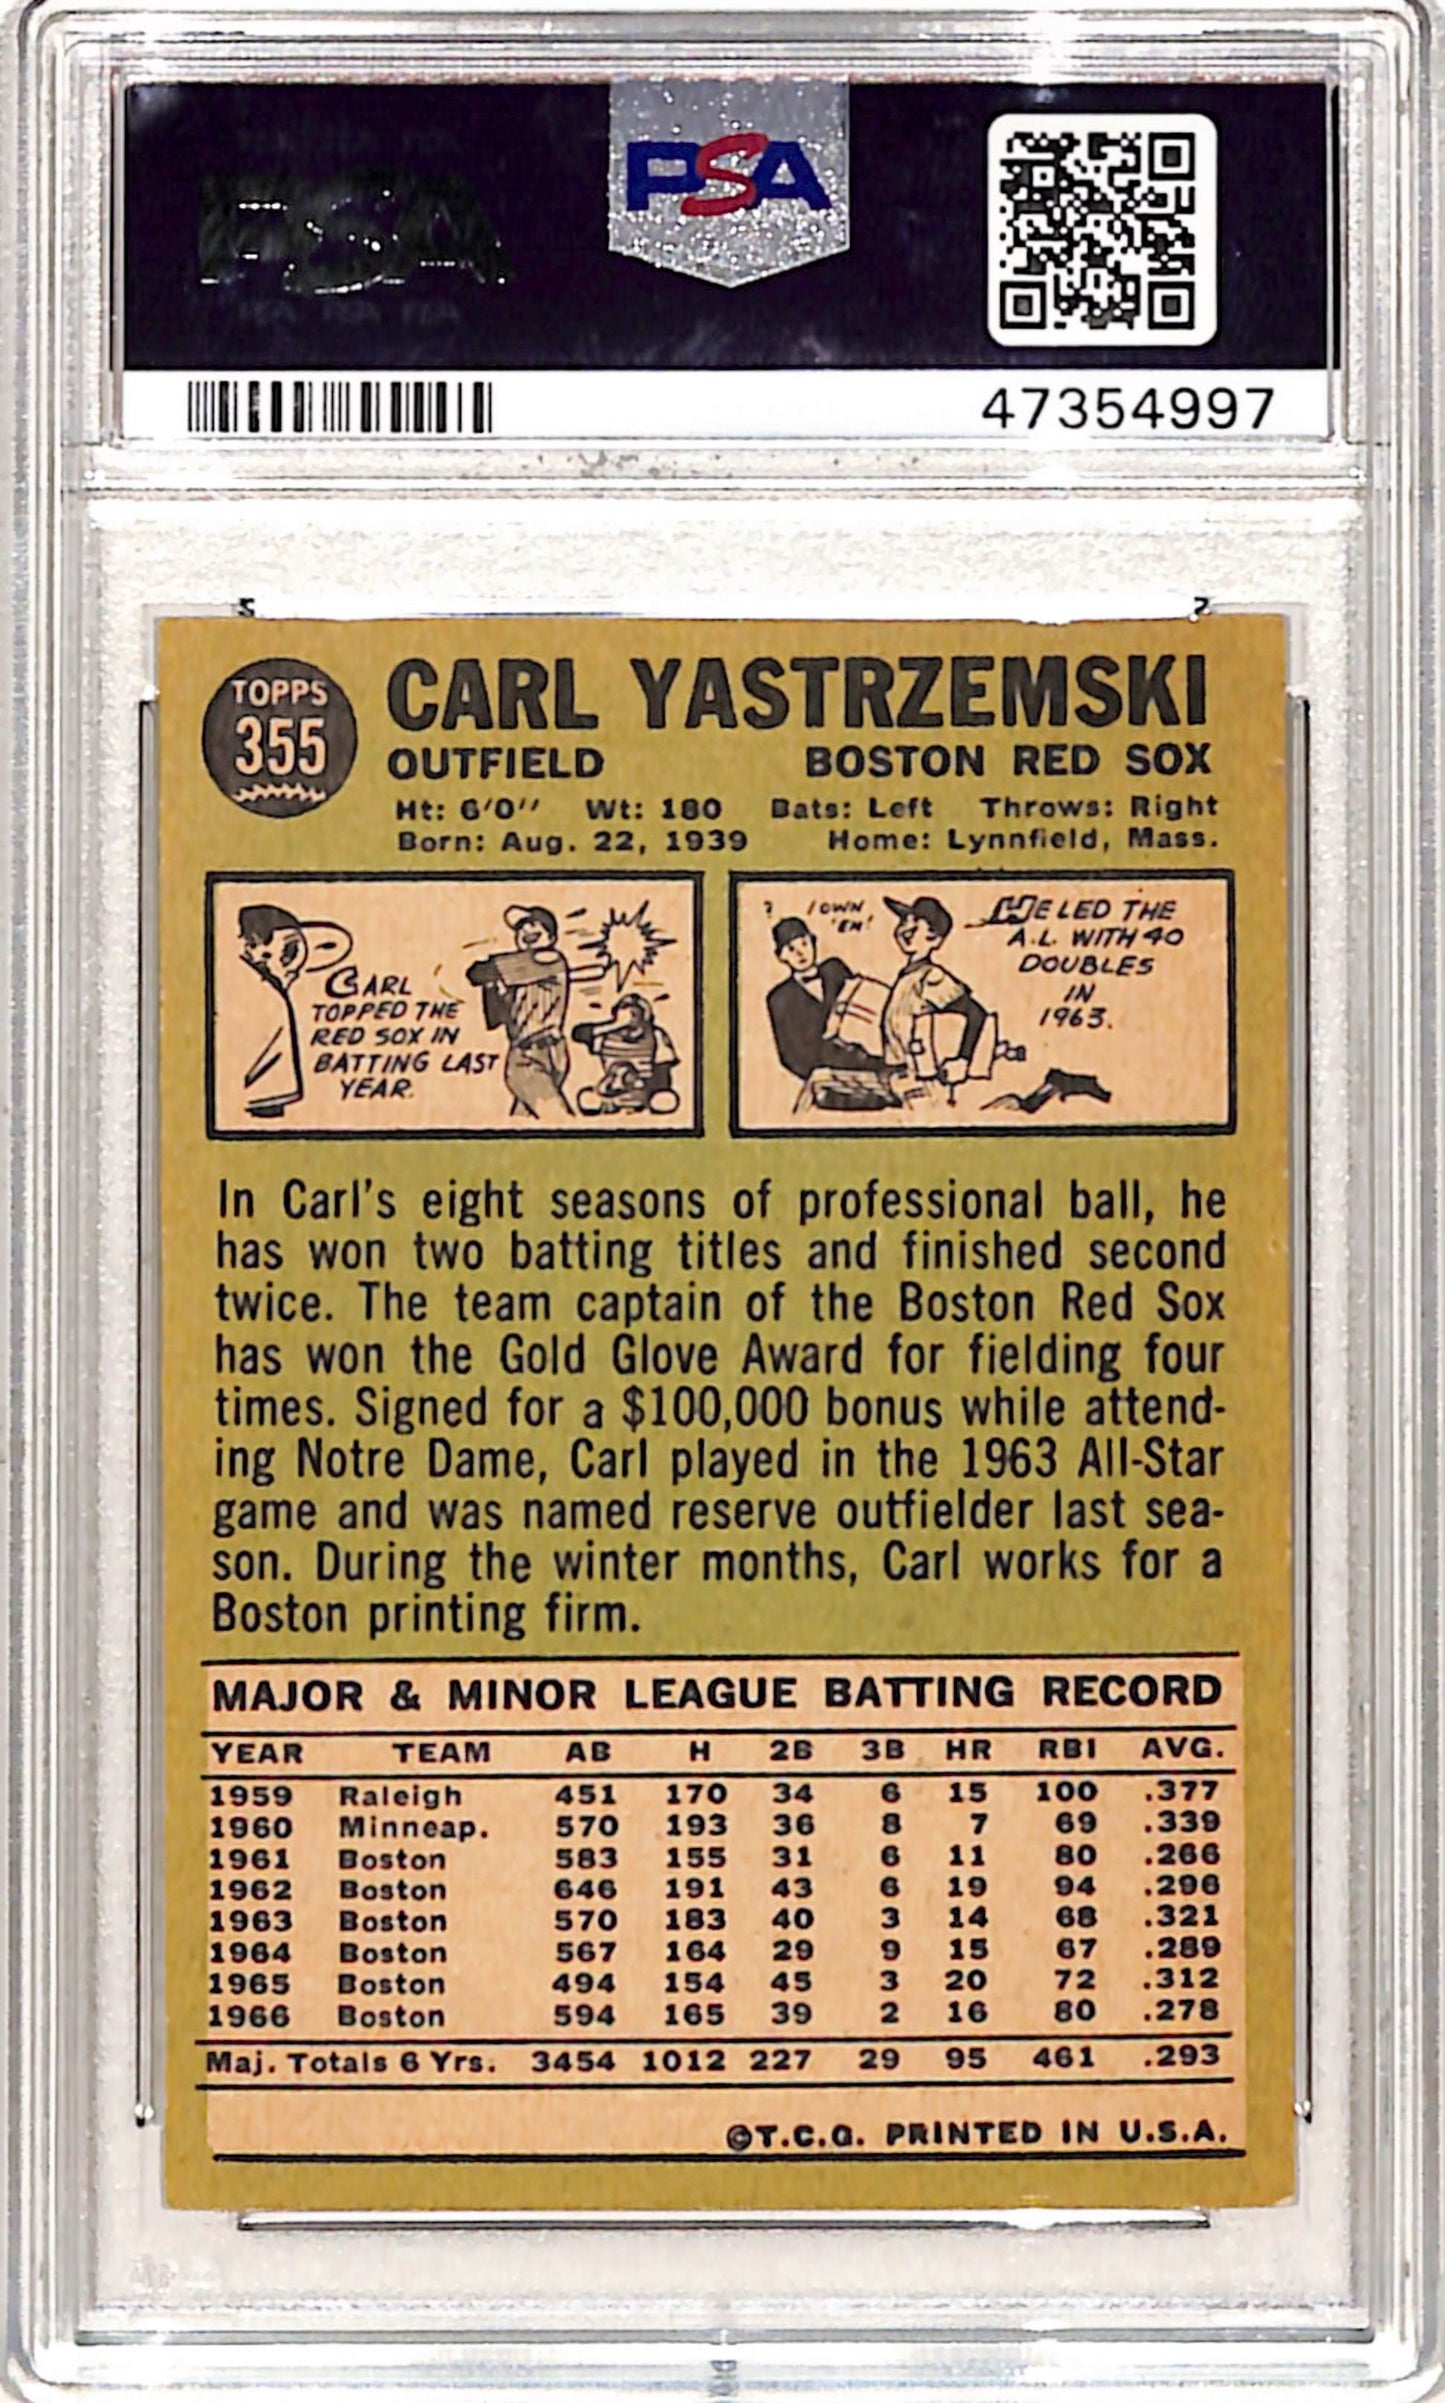 PSA
47354997
TOPPS
355
CARL YASTRZEMSKI
OUTFIELD BOSTON RED SOX
Ht: 6'0" Wt: 180 Bats: Left Throws: Right
Born: Aug. 22, 1939 Home: Lynnfield, Mass.
CARL
TOPPED THE
RED SOX IN
BATTING LAST
YEAR.
? I OWN
'EM!
HE LED THE
A.L. WITH 40
DOUBLES
IN
1963.
In Carl's eight seasons of professional ball, he
has won two batting titles and finished second
twice. The team captain of the Boston Red Sox
has won the Gold Glove Award for fielding four
times. Signed for a $100,000 bonus while attend-
ing Notre Dame, Carl played in the 1963 All-Star
game and was named reserve outfielder last sea-
son. During the winter months, Carl works for a
Boston printing firm.
MAJOR & MINOR LEAGUE BATTING RECORD
YEAR TEAM AB H 2B 3B HR RBI AVG.
1959 Raleigh 451 170 34 6 15 100 .377
1960 Minneap. 570 193 36 8 7 69 .339
1961 Boston 583 155 31 6 11 80 .266
1962 Boston 646 191 43 6 19 94 .296
1963 Boston 570 183 40 3 14 68 .321
1964 Boston 567 164 29 9 15 67 .289
1965 Boston 494 154 45 3 20 72 .312
1966 Boston 594 165 39 2 16 80 .278
Maj. Totals 6 Yrs. 3454 1012 227 29 95 461 .293
©T.C.G. PRINTED IN U.S.A.